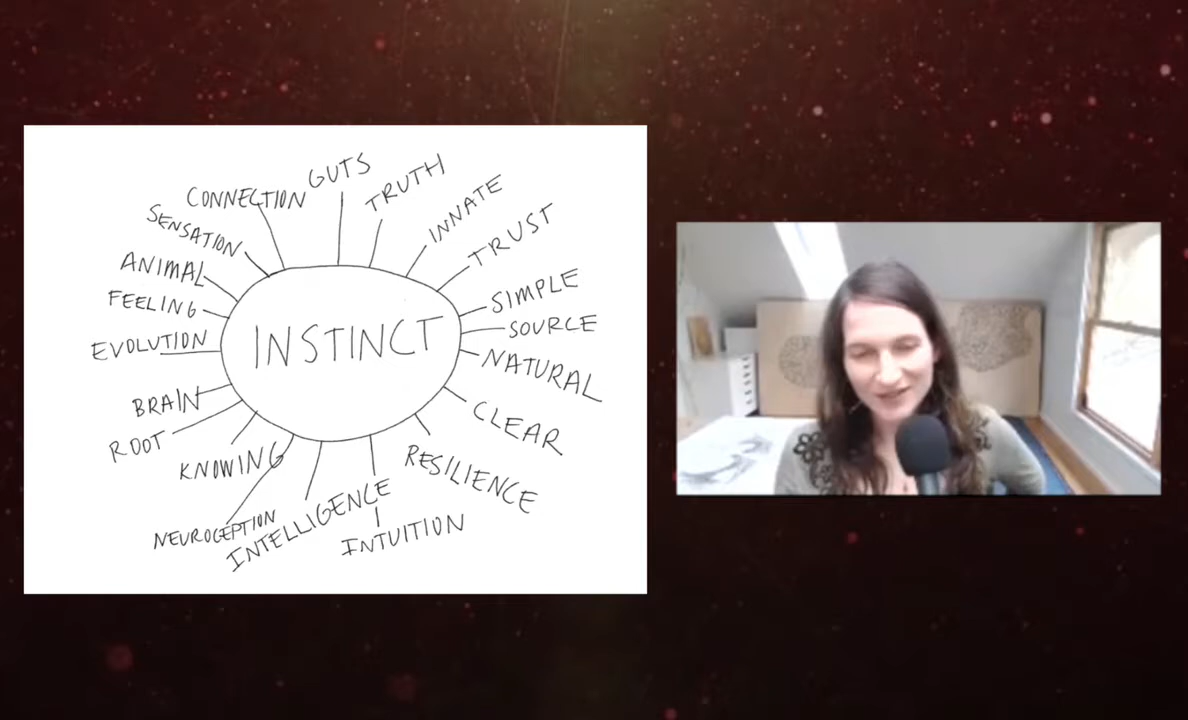 GUTS
CONNECTION
TRUTH
INNATE
SENSATION
TRUST
ANIMAL
SIMPLE
FEELING
SOURCE
EVOLUTION
INSTINCT
NATURAL
BRAIN
CLEAR
ROOT
KNOWING
RESILIENCE
NEUROCEPTION
INTELLIGENCE
INTUITION